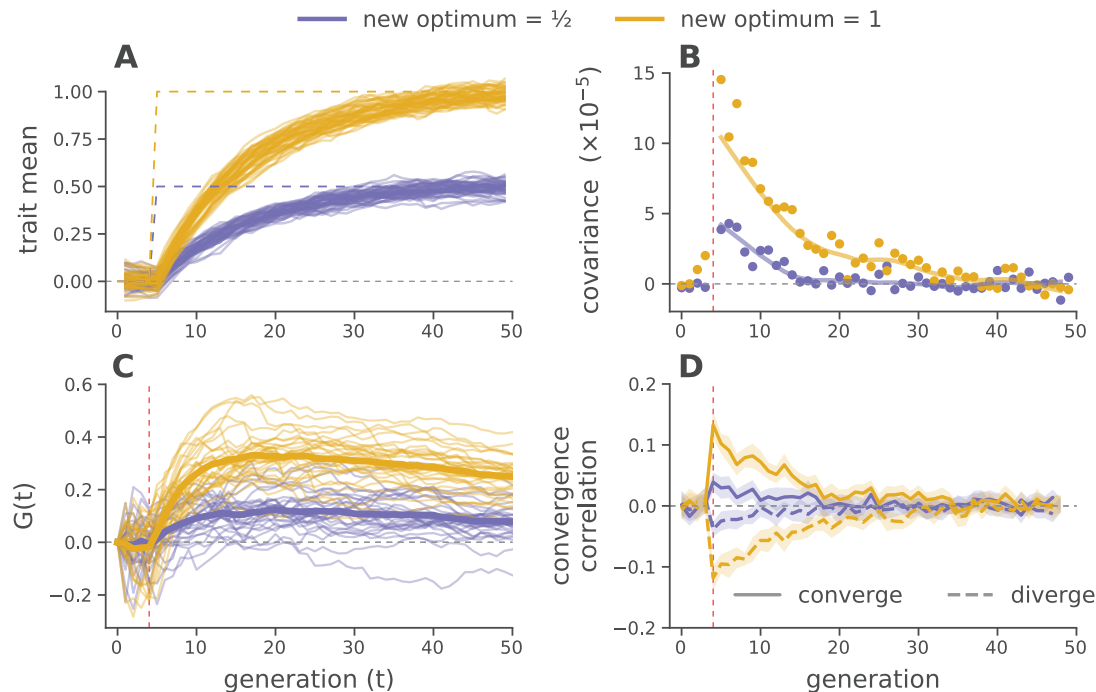 new optimum = ½ new optimum = 1
A
trait mean
1.00
0.75
0.50
0.25
0.00
0 10 20 30 40 50
B
covariance (×10⁻⁵)
15
10
5
0
0 10 20 30 40 50
C
G(t)
0.6
0.4
0.2
0.0
−0.2
0 10 20 30 40 50
generation (t)
D
convergence
correlation
0.2
0.1
0.0
−0.1
−0.2
converge diverge
0 10 20 30 40 50
generation